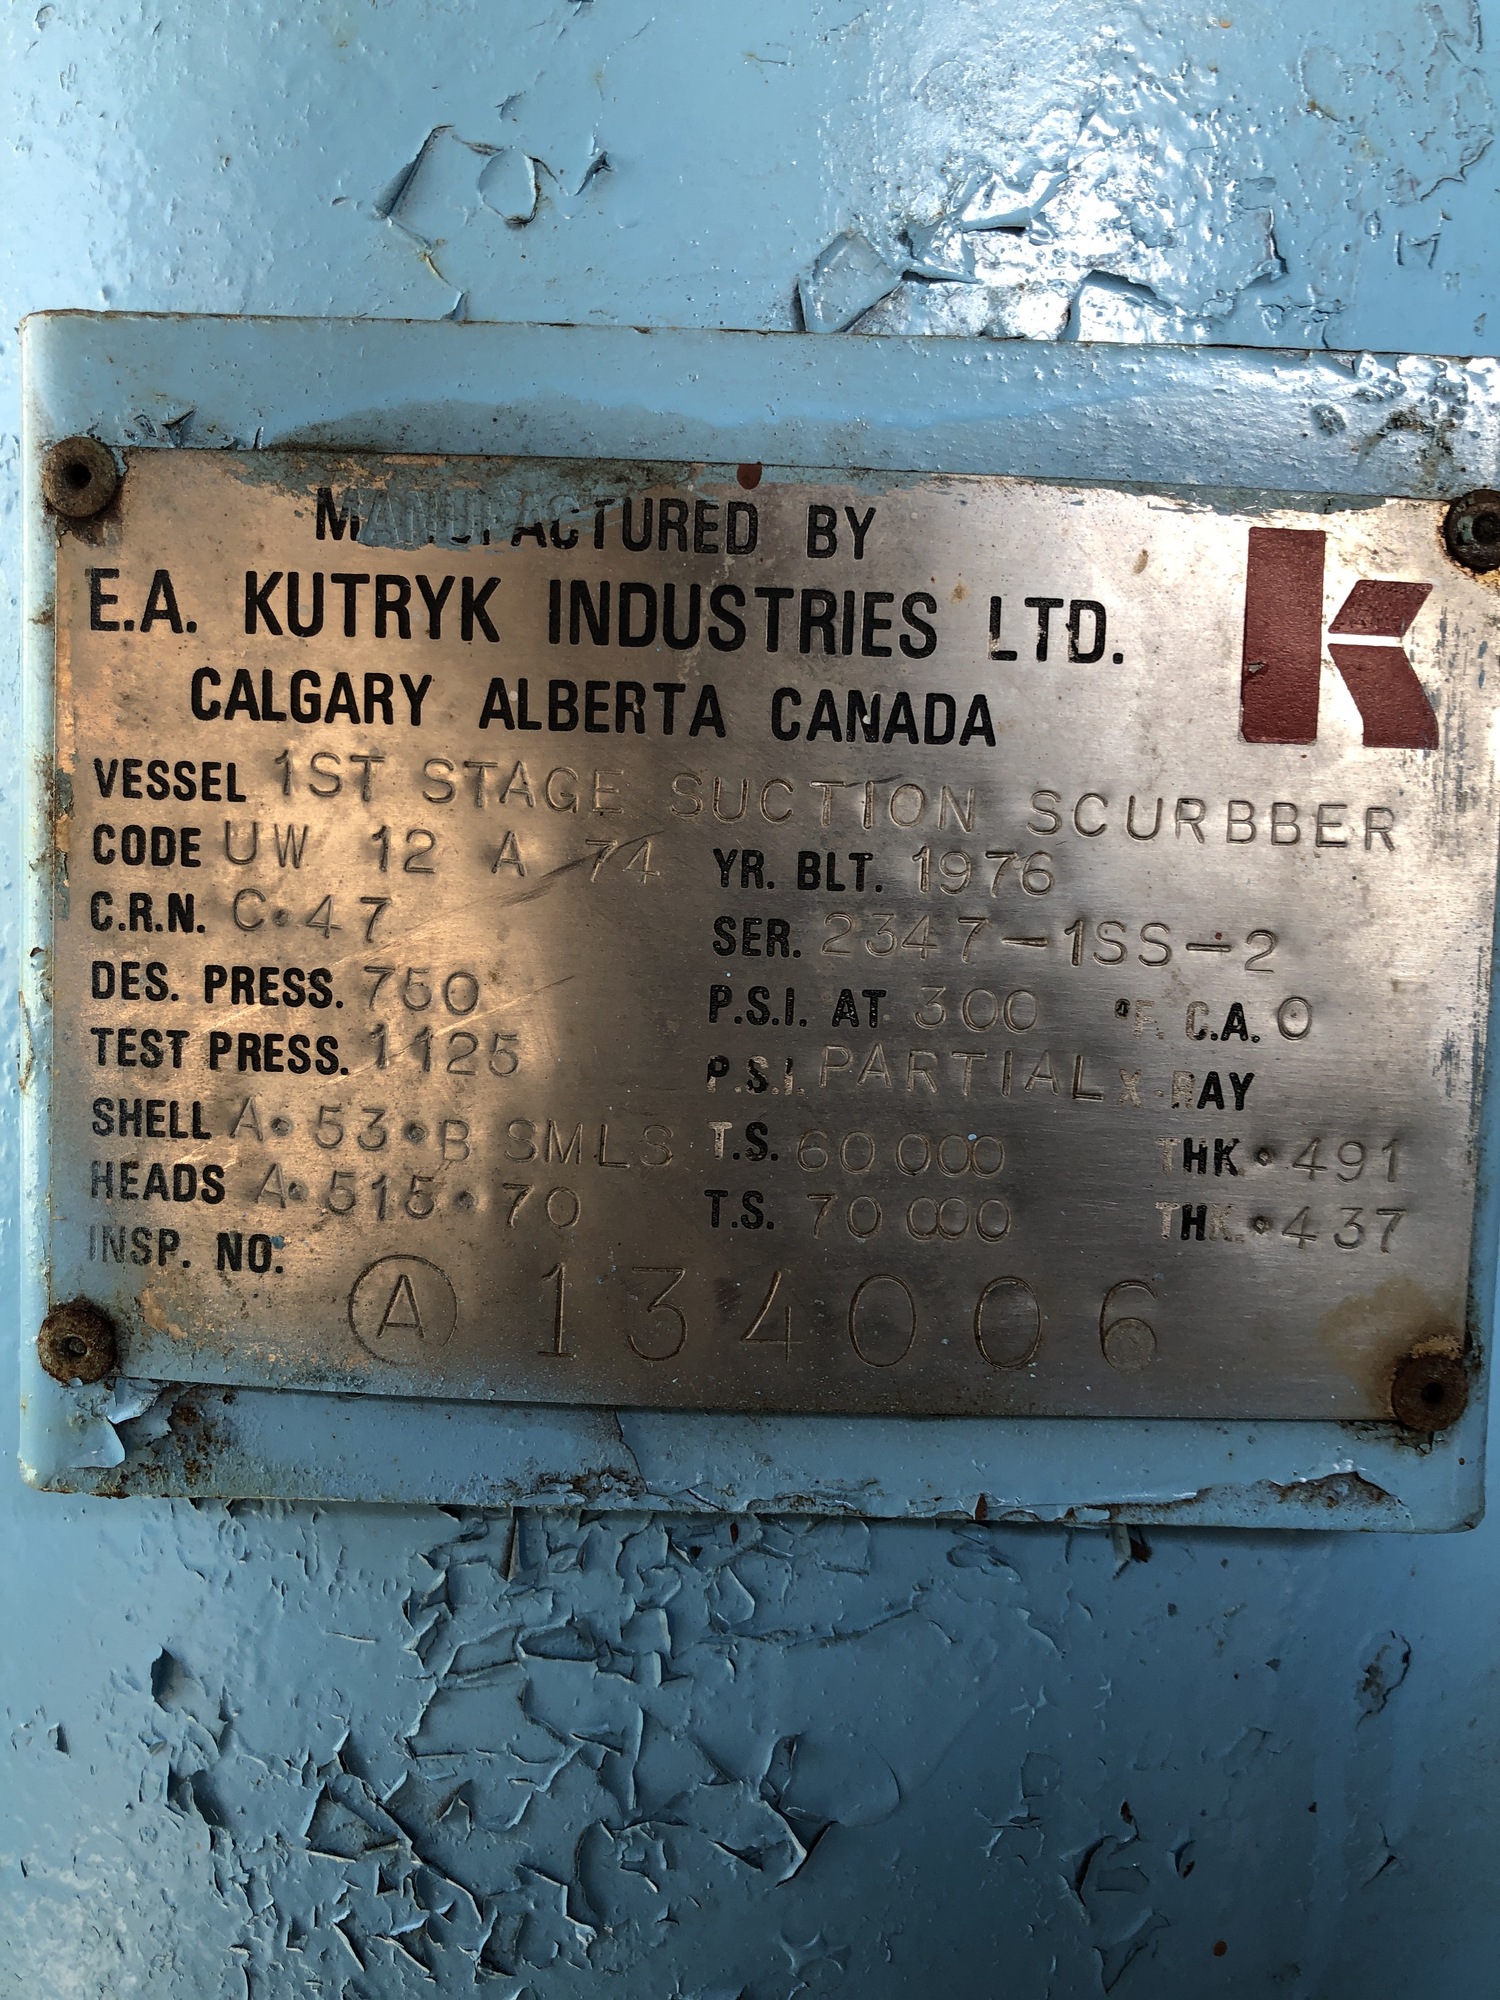 MANUFACTURED BY
E.A. KUTRYK INDUSTRIES LTD.
CALGARY ALBERTA CANADA
VESSEL 1ST STAGE SUCTION SCURBBER
CODE UW 12 A 74 YR. BLT. 1976
C.R.N. C•47 SER. 2347-1SS-2
DES. PRESS. 750 P.S.I. AT 300 °F. C.A. 0
TEST PRESS. 1125 P.S.I. PARTIAL X-RAY
SHELL A•53•B SMLS T.S. 60 000 THK •491
HEADS A•515•70 T.S. 70 000 THK. •437
INSP. NO. Ⓐ 134006